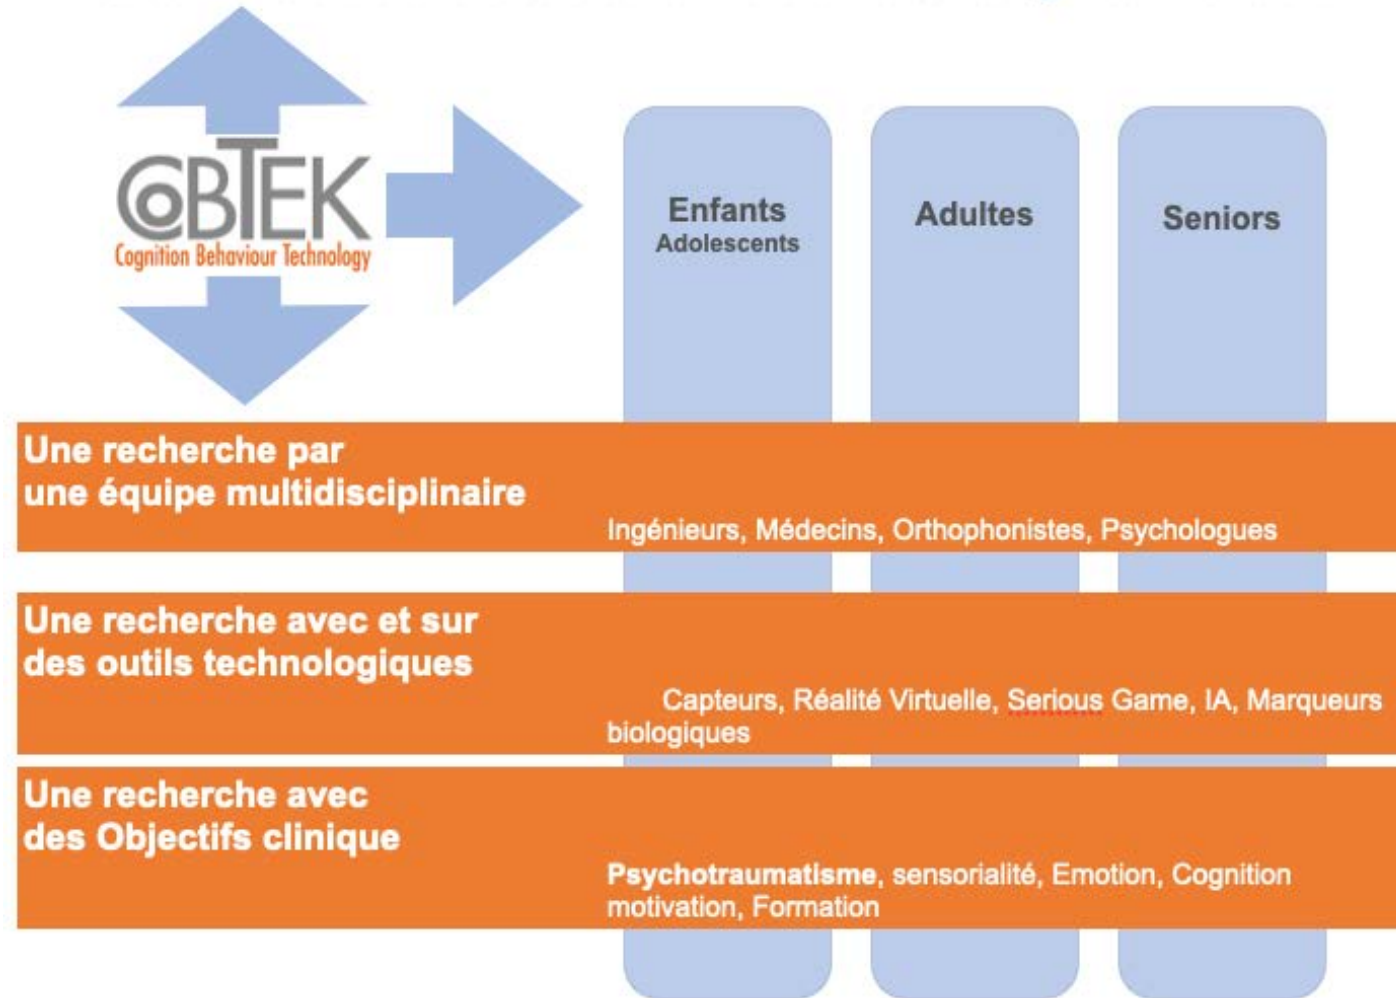 CoBTEK
Cognition Behaviour Technology
Enfants
Adolescents
Adultes
Seniors
Une recherche par
une équipe multidisciplinaire
Ingénieurs, Médecins, Orthophonistes, Psychologues
Une recherche avec et sur
des outils technologiques
Capteurs, Réalité Virtuelle, Serious Game, IA, Marqueurs
biologiques
Une recherche avec
des Objectifs clinique
Psychotraumatisme, sensorialité, Emotion, Cognition
motivation, Formation